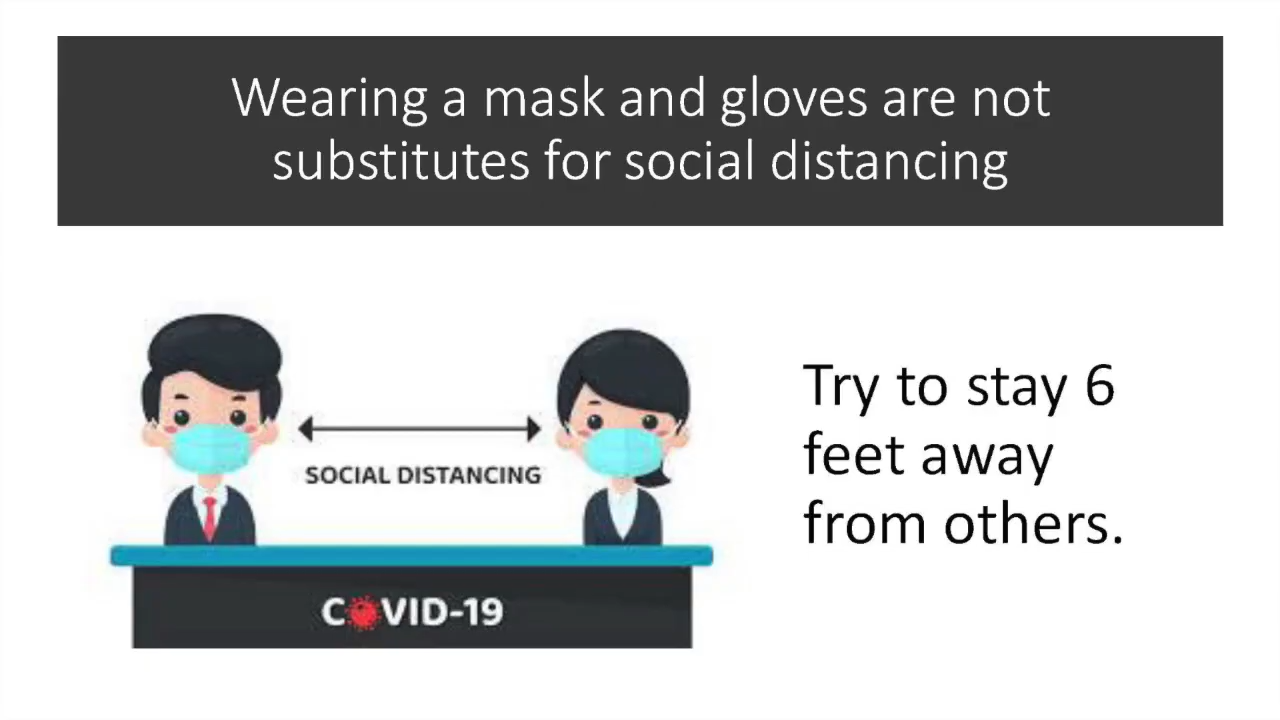 Wearing a mask and gloves are not
substitutes for social distancing
SOCIAL DISTANCING
COVID-19
Try to stay 6
feet away
from others.